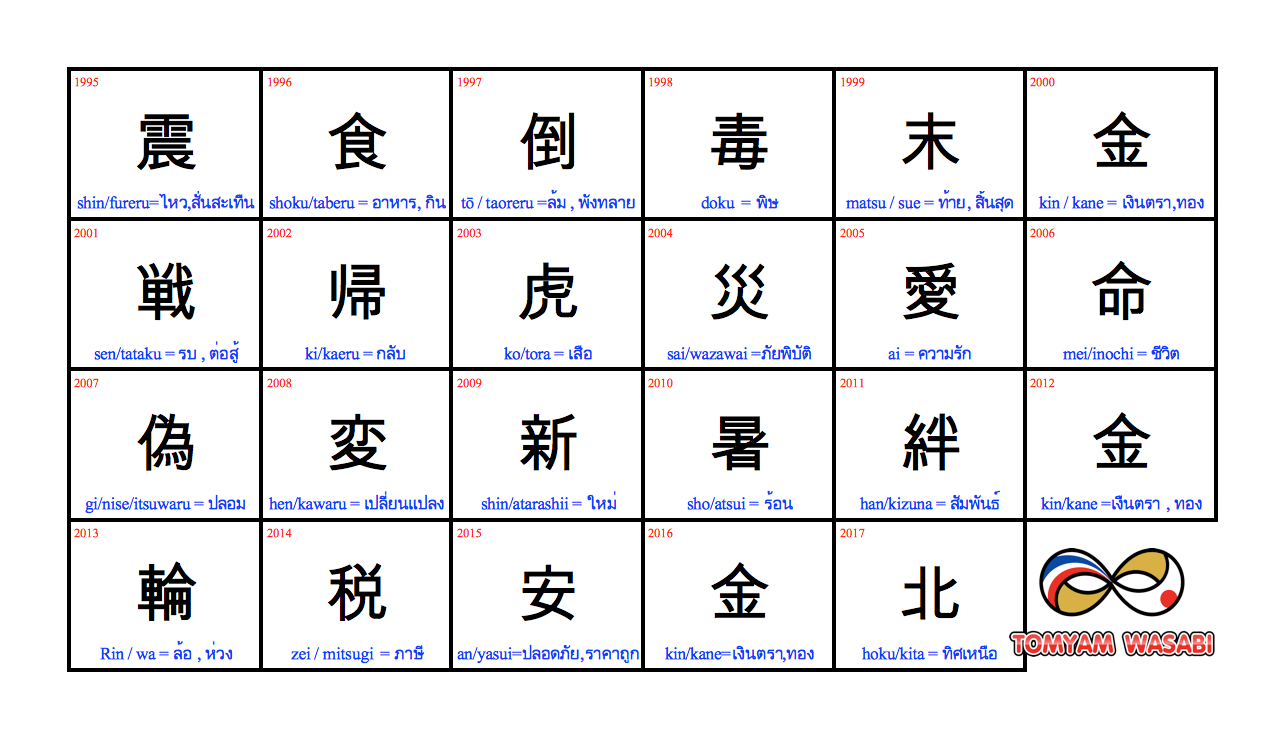 1995 1996 1997 1998 1999 2000
震 食 倒 毒 末 金
shin/fureru=ไหว,สั่นสะเทืน shoku/taberu = อาหาร, กิน tō / taoreru =ล้ม , พังทลาย doku = พิษ matsu / sue = ท้าย, สิ้นสุด kin / kane = เงินตรา,ทอง
2001 2002 2003 2004 2005 2006
戦 帰 虎 災 愛 命
sen/tataku = รบ , ต่อสู้ ki/kaeru = กลับ ko/tora = เสือ sai/wazawai =ภัยพิบัติ ai = ความรัก mei/inochi = ชีวิต
2007 2008 2009 2010 2011 2012
偽 変 新 暑 絆 金
gi/nise/itsuwaru = ปลอม hen/kawaru = เปลี่ยนแปลง shin/atarashii = ใหม่ sho/atsui = ร้อน han/kizuna = สัมพันธ์ kin/kane =เงืนตรา , ทอง
2013 2014 2015 2016 2017
輪 税 安 金 北
Rin / wa = ล้อ , ห่วง zei / mitsugi = ภาษี an/yasui=ปลอดภัย,ราคาถูก kin/kane=เงินตรา,ทอง hoku/kita = ทิศเหนือ
TOMYAM WASABI